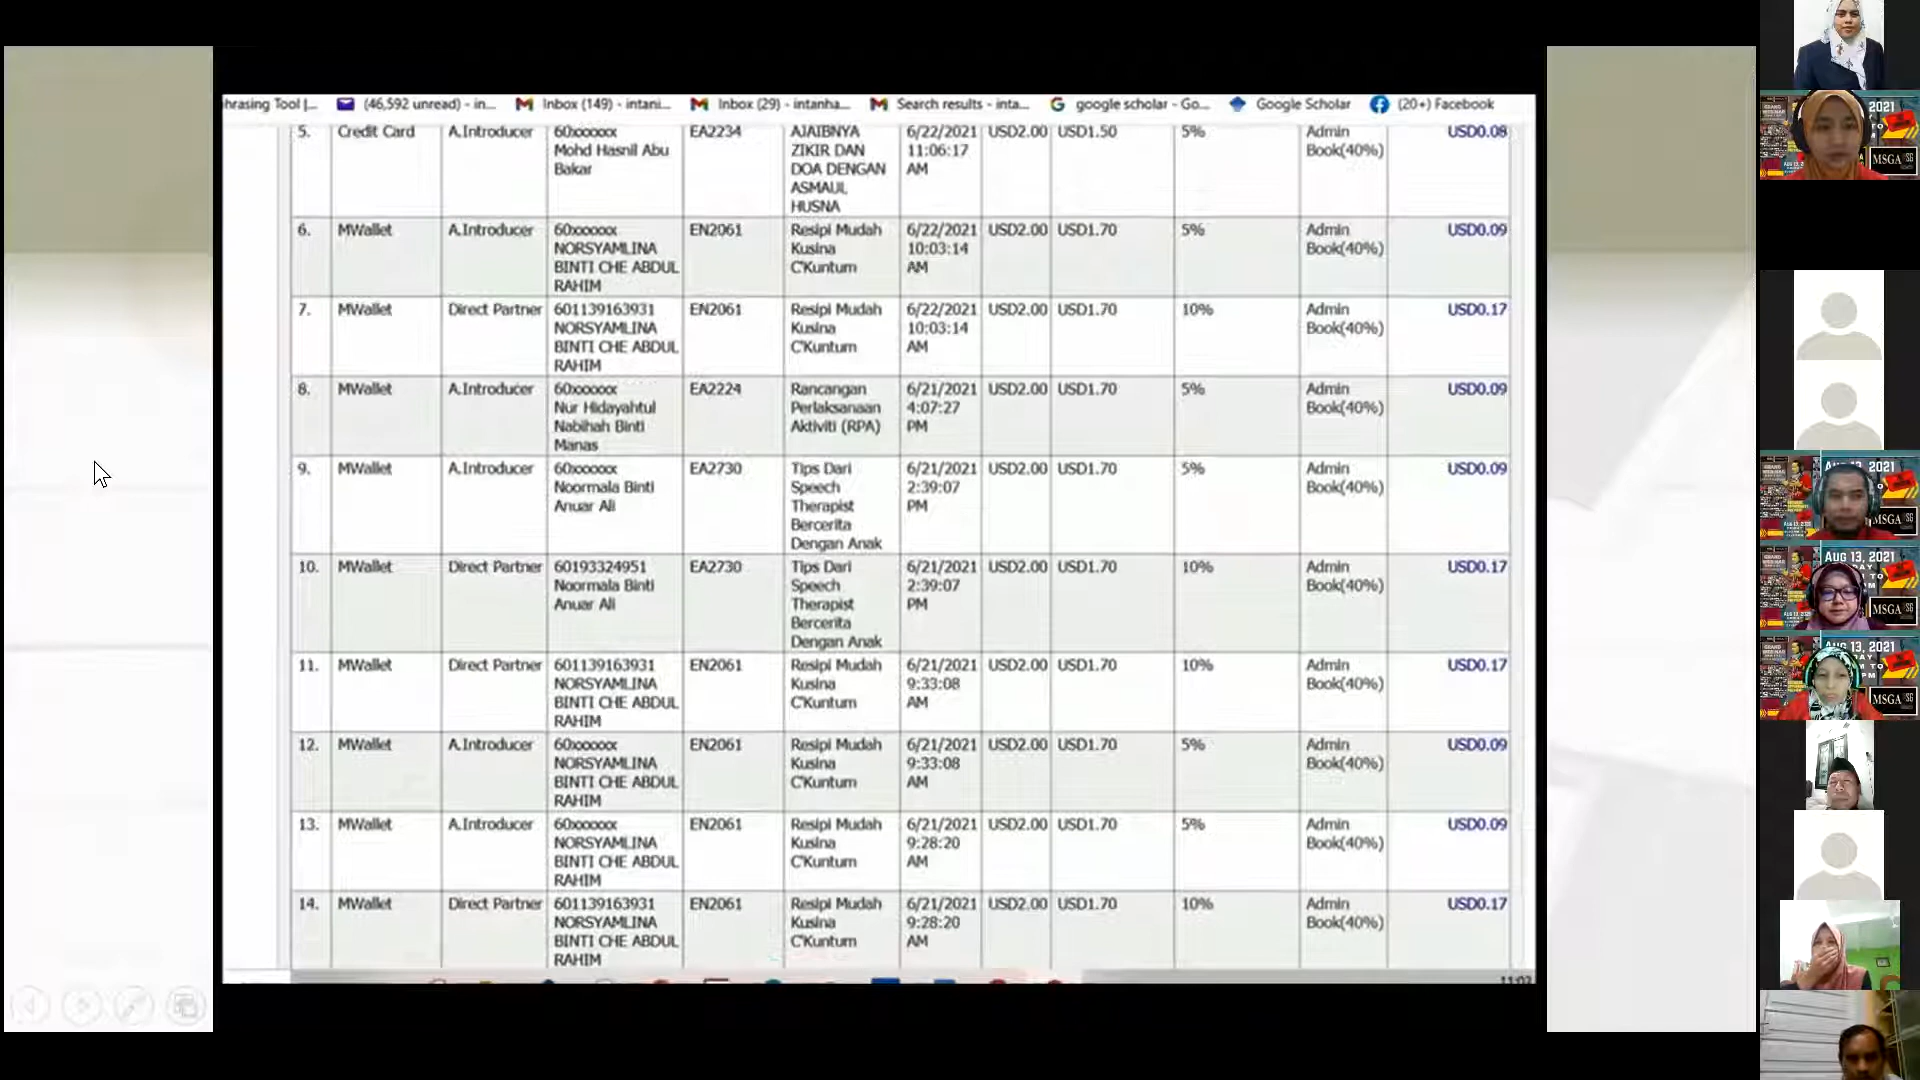 hrasing Tool |... (46,592 unread) - in... Inbox (149) - intani... Inbox (29) - intanha... Search results - inta... google scholar - Go... Google Scholar (20+) Facebook
5. Credit Card A.Introducer 60xxxxxx EA2234 AJAIBNYA 6/22/2021 USD2.00 USD1.50 5% Admin USD0.08
Mohd Hasnil Abu ZIKIR DAN 11:06:17 Book(40%)
Bakar DOA DENGAN AM
ASMAUL
HUSNA
6. MWallet A.Introducer 60xxxxxx EN2061 Resipi Mudah 6/22/2021 USD2.00 USD1.70 5% Admin USD0.09
NORSYAMLINA Kusina 10:03:14 Book(40%)
BINTI CHE ABDUL C'Kuntum AM
RAHIM
7. MWallet Direct Partner 601139163931 EN2061 Resipi Mudah 6/22/2021 USD2.00 USD1.70 10% Admin USD0.17
NORSYAMLINA Kusina 10:03:14 Book(40%)
BINTI CHE ABDUL C'Kuntum AM
RAHIM
8. MWallet A.Introducer 60xxxxxx EA2224 Rancangan 6/21/2021 USD2.00 USD1.70 5% Admin USD0.09
Nur Hidayahtul Perlaksanaan 4:07:27 Book(40%)
Nabihah Binti Aktiviti (RPA) PM
Manas
9. MWallet A.Introducer 60xxxxxx EA2730 Tips Dari 6/21/2021 USD2.00 USD1.70 5% Admin USD0.09
Noormala Binti Speech 2:39:07 Book(40%)
Anuar Ali Therapist PM
Bercerita
Dengan Anak
10. MWallet Direct Partner 60193324951 EA2730 Tips Dari 6/21/2021 USD2.00 USD1.70 10% Admin USD0.17
Noormala Binti Speech 2:39:07 Book(40%)
Anuar Ali Therapist PM
Bercerita
Dengan Anak
11. MWallet Direct Partner 601139163931 EN2061 Resipi Mudah 6/21/2021 USD2.00 USD1.70 10% Admin USD0.17
NORSYAMLINA Kusina 9:33:08 Book(40%)
BINTI CHE ABDUL C'Kuntum AM
RAHIM
12. MWallet A.Introducer 60xxxxxx EN2061 Resipi Mudah 6/21/2021 USD2.00 USD1.70 5% Admin USD0.09
NORSYAMLINA Kusina 9:33:08 Book(40%)
BINTI CHE ABDUL C'Kuntum AM
RAHIM
13. MWallet A.Introducer 60xxxxxx EN2061 Resipi Mudah 6/21/2021 USD2.00 USD1.70 5% Admin USD0.09
NORSYAMLINA Kusina 9:28:20 Book(40%)
BINTI CHE ABDUL C'Kuntum AM
RAHIM
14. MWallet Direct Partner 601139163931 EN2061 Resipi Mudah 6/21/2021 USD2.00 USD1.70 10% Admin USD0.17
NORSYAMLINA Kusina 9:28:20 Book(40%)
BINTI CHE ABDUL C'Kuntum AM
RAHIM
2021
MSGA SG
MSGA SG
AUG 13, 2021
MSGA SG
13, 2021
MSGA SG